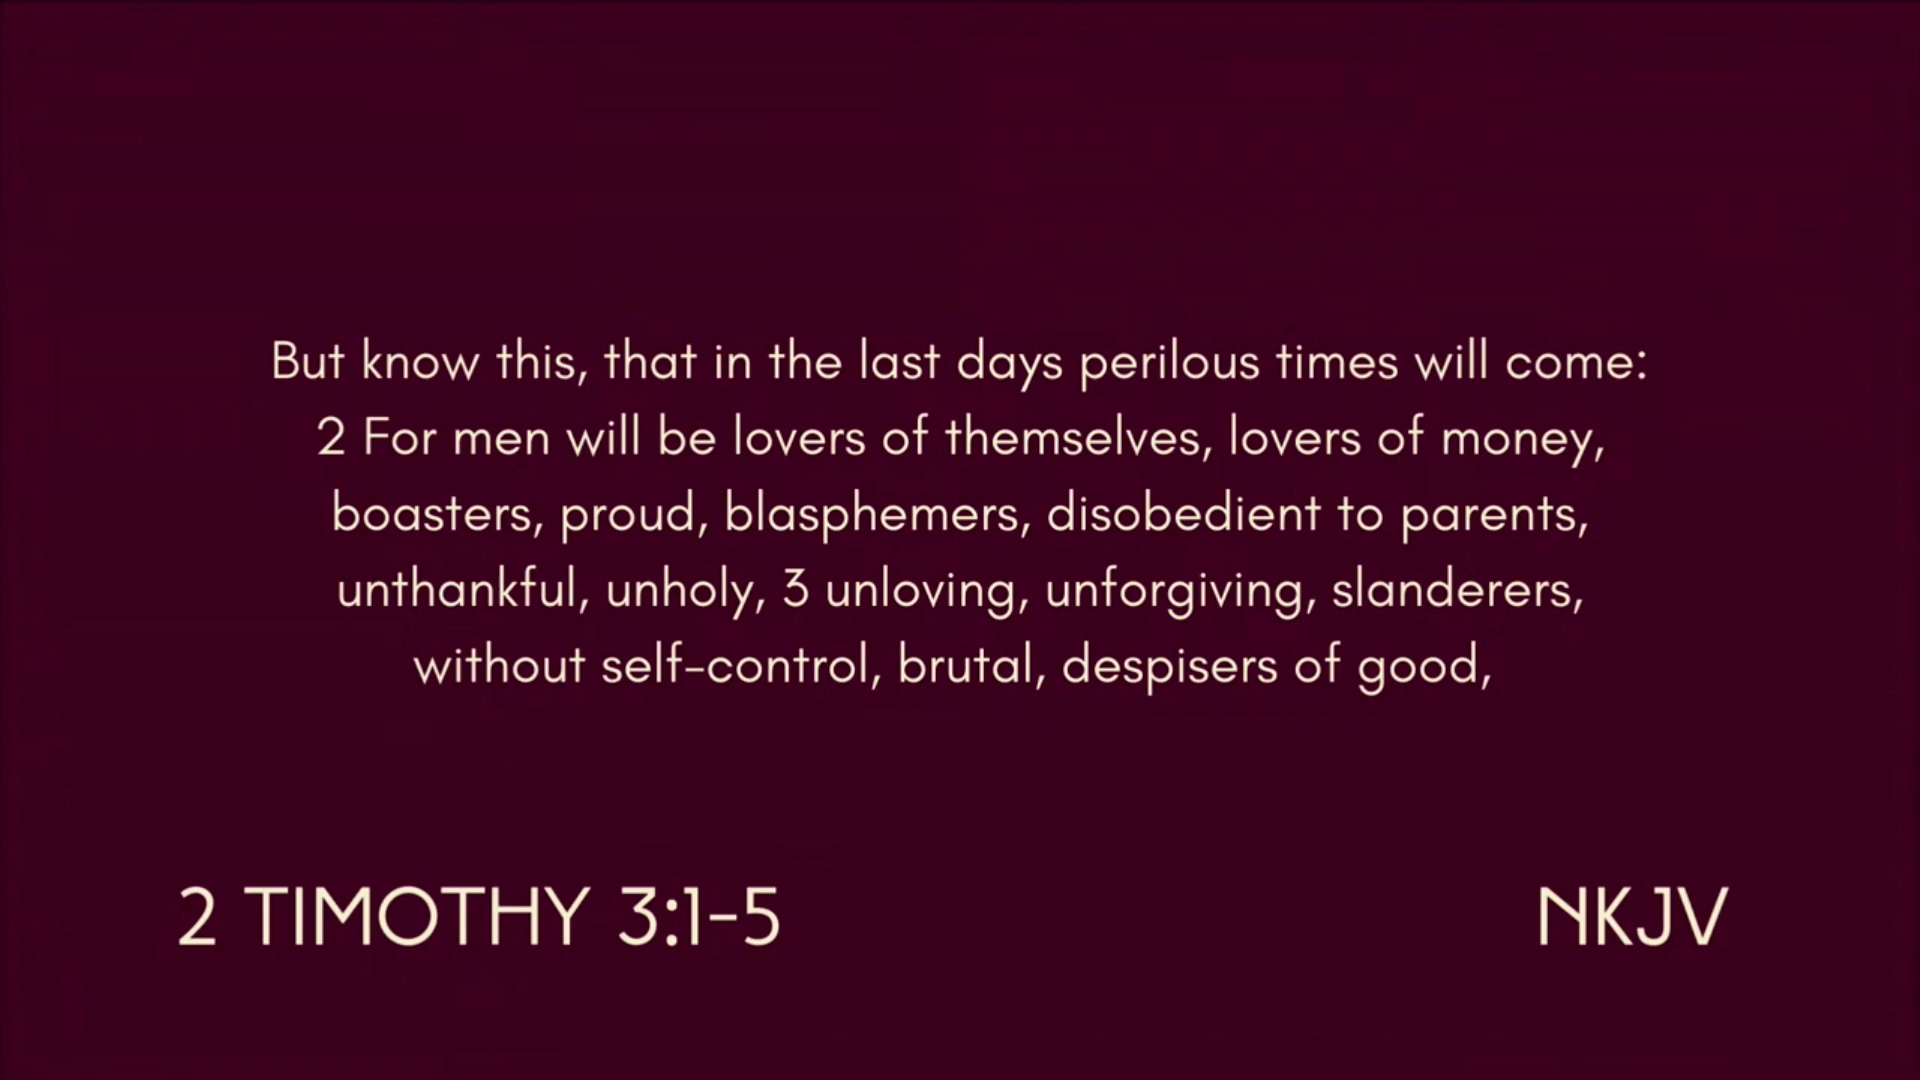 But know this, that in the last days perilous times will come:
2 For men will be lovers of themselves, lovers of money,
boasters, proud, blasphemers, disobedient to parents,
unthankful, unholy, 3 unloving, unforgiving, slanderers,
without self-control, brutal, despisers of good,
2 TIMOTHY 3:1-5
NKJV